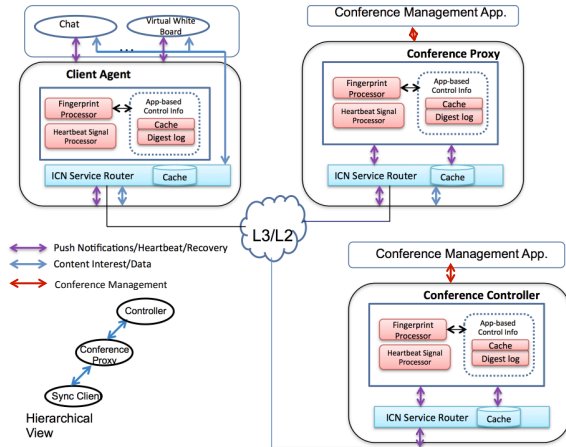 Chat
Virtual White
Board
...
Client Agent
Fingerprint
Processor
Heartbeat Signal
Processor
App-based
Control Info
Cache
Digest log
ICN Service Router
Cache
Conference Management App.
Conference Proxy
Fingerprint
Processor
Heartbeat Signal
Processor
App-based
Control Info
Cache
Digest log
ICN Service Router
Cache
L3/L2
Push Notifications/Heartbeat/Recovery
Content Interest/Data
Conference Management
Controller
Conference
Proxy
Sync Client
Hierarchical
View
Conference Management App.
Conference Controller
Fingerprint
Processor
Heartbeat Signal
Processor
App-based
Control Info
Cache
Digest log
ICN Service Router
Cache